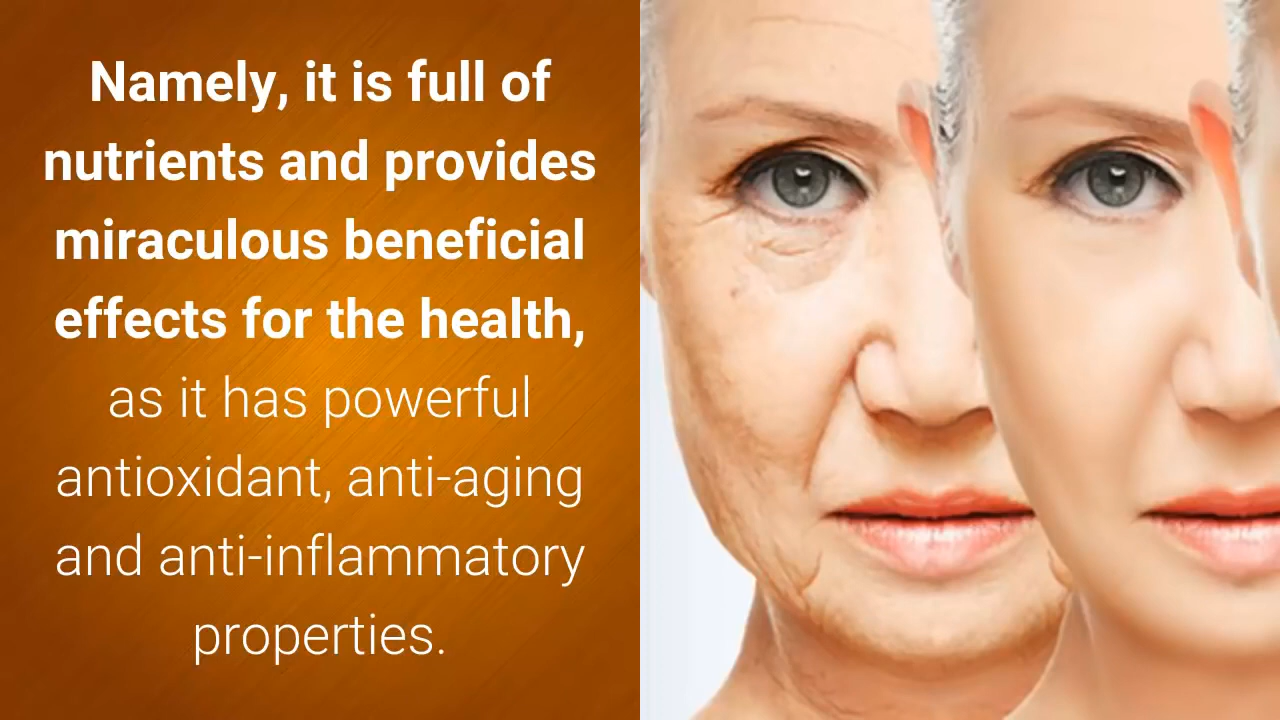 Namely, it is full of
nutrients and provides
miraculous beneficial
effects for the health,
as it has powerful
antioxidant, anti-aging
and anti-inflammatory
properties.